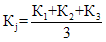 Kj = K1+K2+K3 / 3